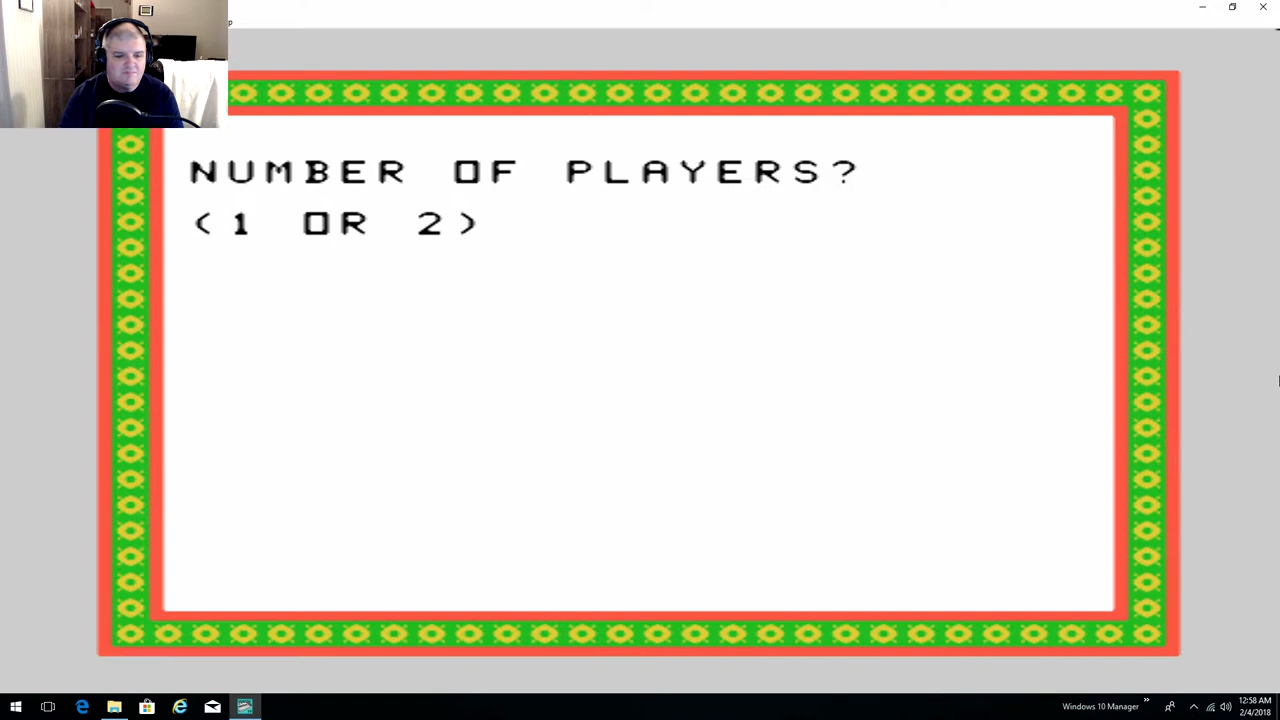 p
NUMBER OF PLAYERS?
(1 OR 2)
Windows 10 Manager
12:58 AM
2/4/2018